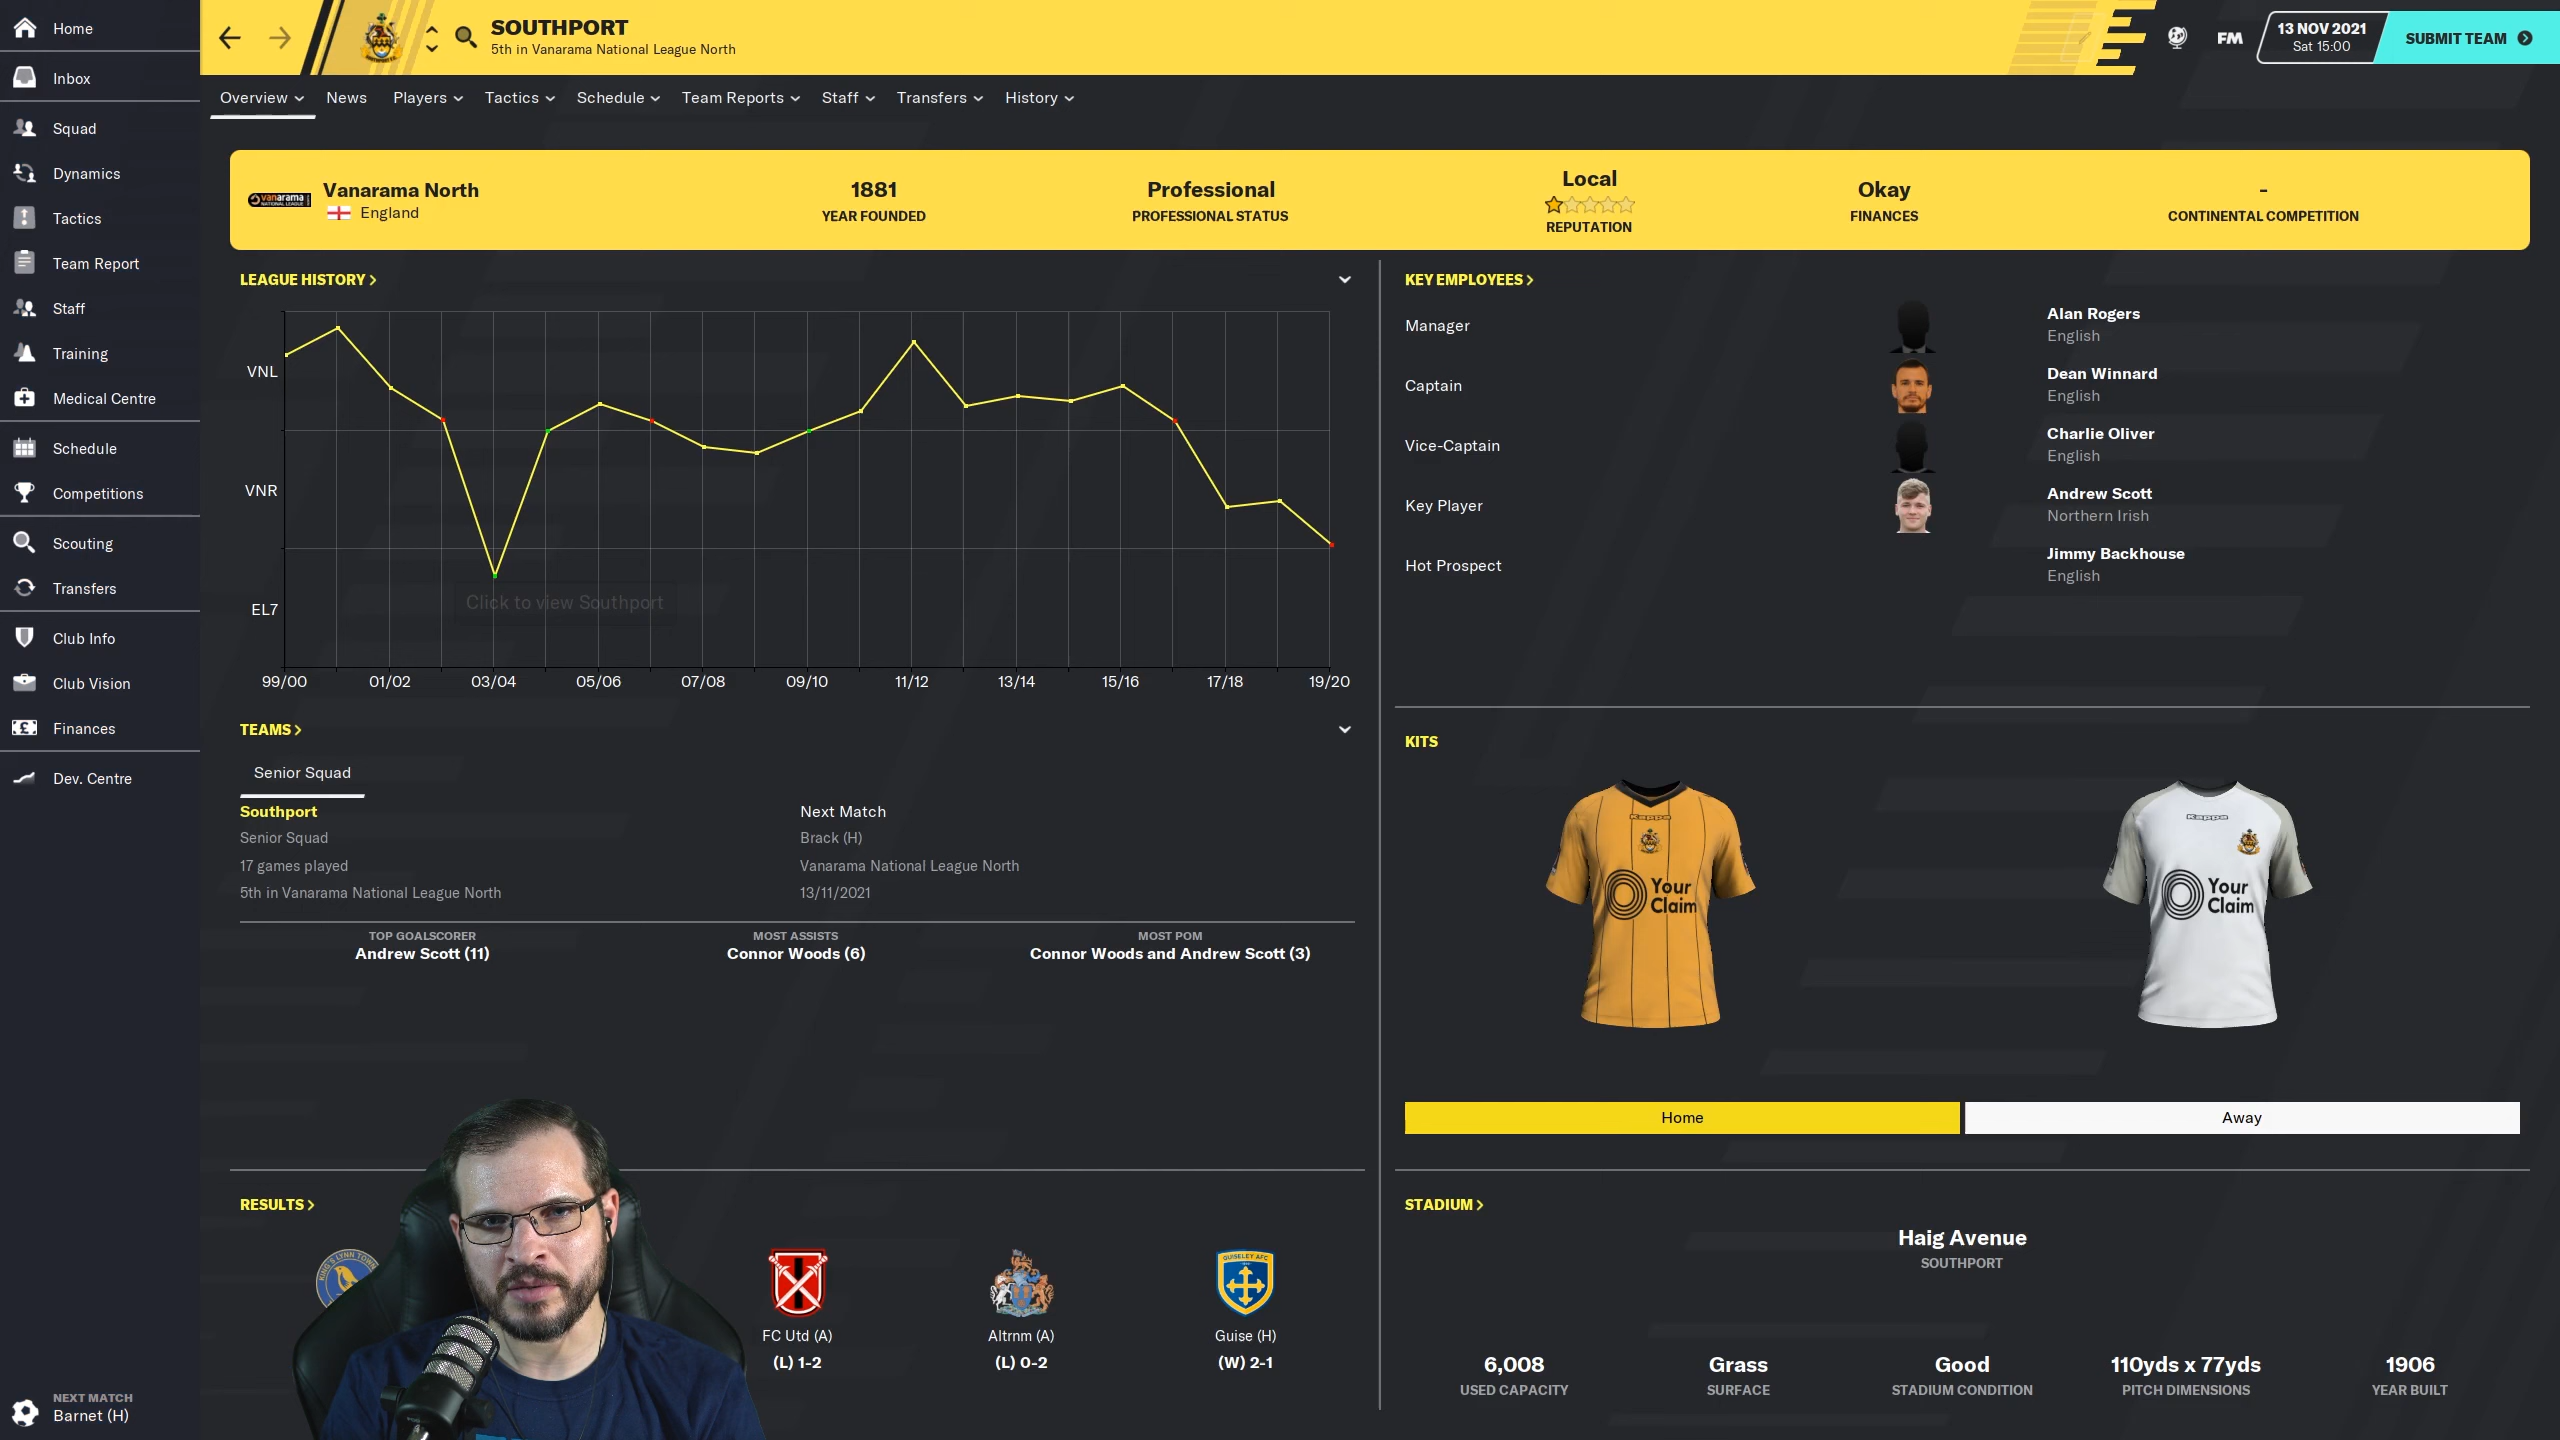 Home
Inbox
Squad
Dynamics
Tactics
Team Report
Staff
Training
Medical Centre
Schedule
Competitions
Scouting
Transfers
Club Info
Club Vision
Finances
Dev. Centre
NEXT MATCH
Barnet (H)
SOUTHPORT
5th in Vanarama National League North
FM
13 NOV 2021
Sat 15:00
SUBMIT TEAM
Overview
News
Players
Tactics
Schedule
Team Reports
Staff
Transfers
History
vanarama
Vanarama North
England
1881
YEAR FOUNDED
Professional
PROFESSIONAL STATUS
Local
REPUTATION
Okay
FINANCES
-
CONTINENTAL COMPETITION
LEAGUE HISTORY >
VNL
VNR
EL7
Click to view Southport
99/00
01/02
03/04
05/06
07/08
09/10
11/12
13/14
15/16
17/18
19/20
TEAMS >
Senior Squad
Southport
Senior Squad
17 games played
5th in Vanarama National League North
Next Match
Brack (H)
Vanarama National League North
13/11/2021
TOP GOALSCORER
Andrew Scott (11)
MOST ASSISTS
Connor Woods (6)
MOST POM
Connor Woods and Andrew Scott (3)
RESULTS >
KING'S LYNN TOWN
FC Utd (A)
(L) 1-2
Altrnm (A)
(L) 0-2
GUISELEY AFC
Guise (H)
(W) 2-1
KEY EMPLOYEES >
Manager
Alan Rogers
English
Captain
Dean Winnard
English
Vice-Captain
Charlie Oliver
English
Key Player
Andrew Scott
Northern Irish
Hot Prospect
Jimmy Backhouse
English
KITS
Kappa
Your
Claim
Kappa
Your
Claim
Home
Away
STADIUM >
Haig Avenue
SOUTHPORT
6,008
USED CAPACITY
Grass
SURFACE
Good
STADIUM CONDITION
110yds x 77yds
PITCH DIMENSIONS
1906
YEAR BUILT